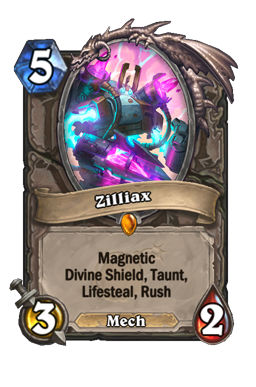 5
Zilliax
Magnetic
Divine Shield, Taunt,
Lifesteal, Rush
3
Mech
2